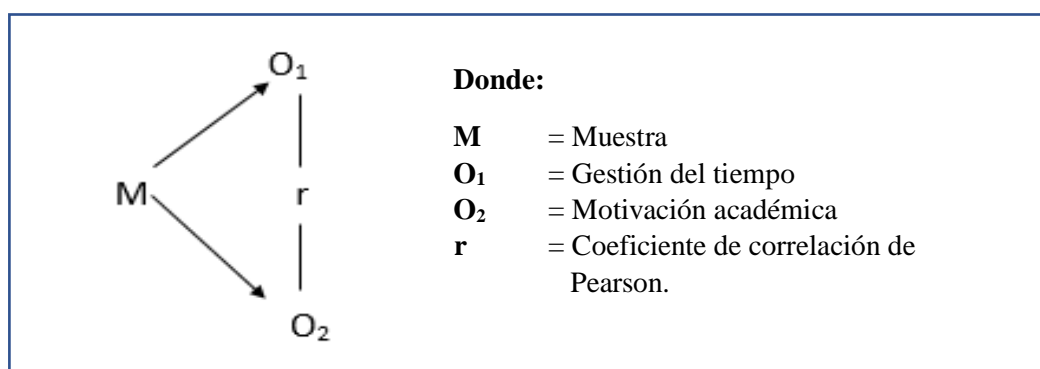 O₁
M
r
O₂
Donde:
M = Muestra
O₁ = Gestión del tiempo
O₂ = Motivación académica
r = Coeficiente de correlación de
Pearson.